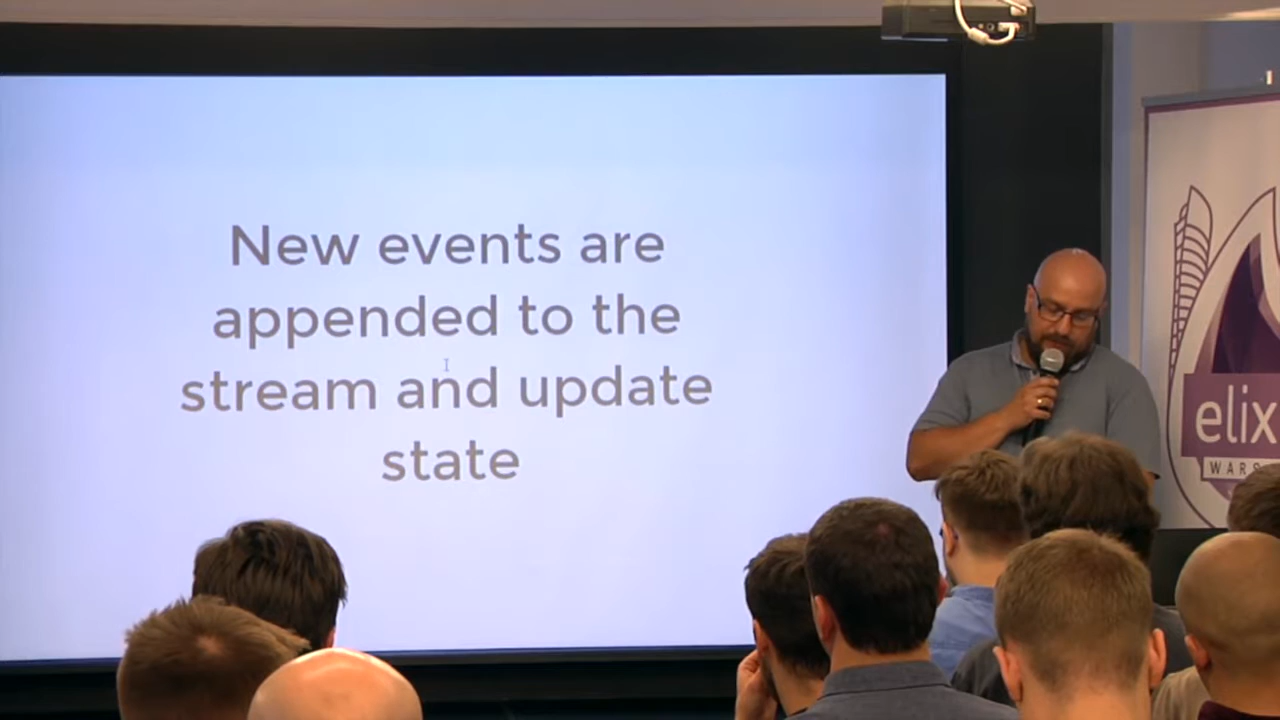 New events are
appended to the
stream and update
state
elix
WARS